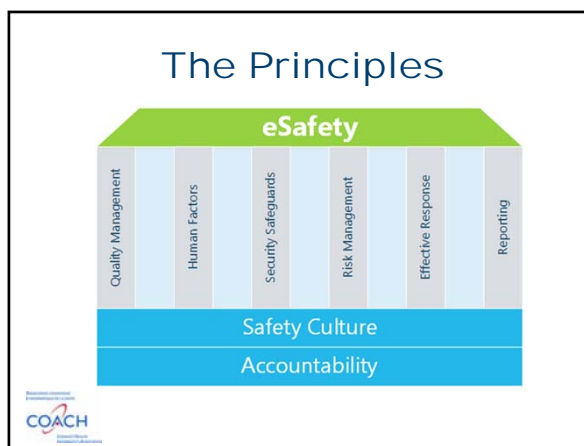 The Principles
eSafety
Quality Management
Human Factors
Security Safeguards
Risk Management
Effective Response
Reporting
Safety Culture
Accountability
COACH